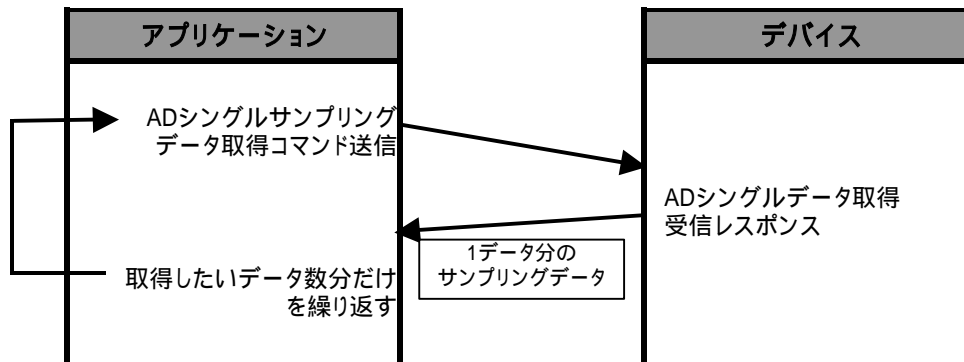 アプリケーション
デバイス
ADシングルサンプリング
データ取得コマンド送信
ADシングルデータ取得
受信レスポンス
1データ分の
サンプリングデータ
取得したいデータ数分だけ
を繰り返す